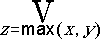 V
z=max(x, y)